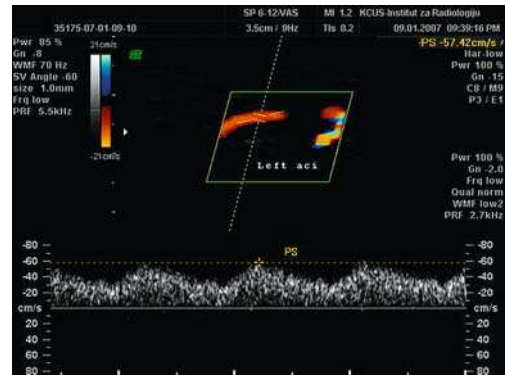 SP 6-12/VAS MI 1.2 KCUS-Institut za Radiologiju
35175-07-01-09-10 3.5cm / 9Hz TIs 0.2 09.01.2007 09:39:16 PM
Pwr 85 %
Gn -8
WMF 70 Hz
SV Angle -60
size 1.0mm
Frq low
PRF 5.5kHz
21cm/s
-21cm/s
PS -57.42cm/s
Har-low
Pwr 100 %
Gn -15
C8 / M9
P3 / E1
Left aci
Pwr 100 %
Gn -2.0
Frq low
Qual norm
WMF low2
PRF 2.7kHz
PS
-80
-60
-40
-20
cm/s
20
40
60
80
-80
-60
-40
-20
cm/s
20
40
60
80